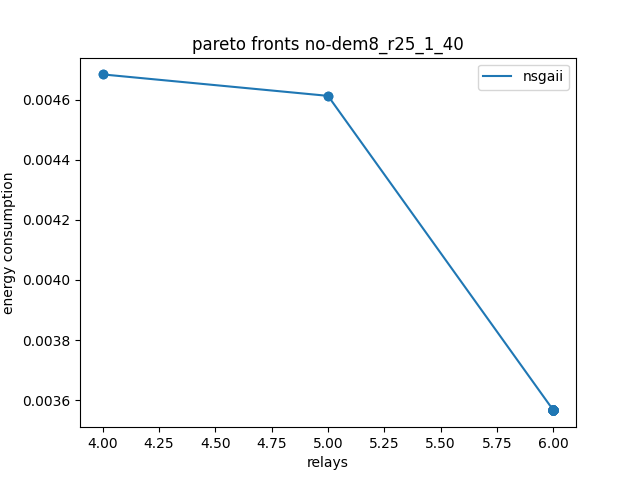 pareto fronts no-dem8_r25_1_40
nsgaii
energy consumption
0.0046
0.0044
0.0042
0.0040
0.0038
0.0036
4.00 4.25 4.50 4.75 5.00 5.25 5.50 5.75 6.00
relays